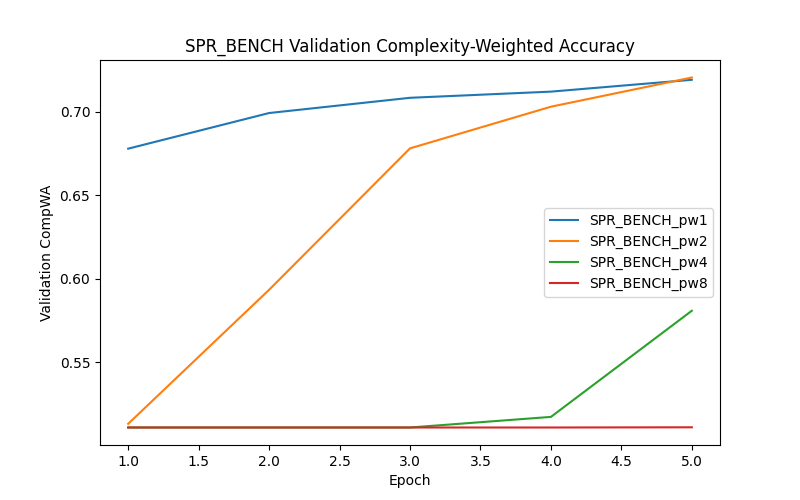 SPR_BENCH Validation Complexity-Weighted Accuracy
Validation CompWA
0.70
0.65
0.60
0.55
SPR_BENCH_pw1
SPR_BENCH_pw2
SPR_BENCH_pw4
SPR_BENCH_pw8
1.0 1.5 2.0 2.5 3.0 3.5 4.0 4.5 5.0
Epoch